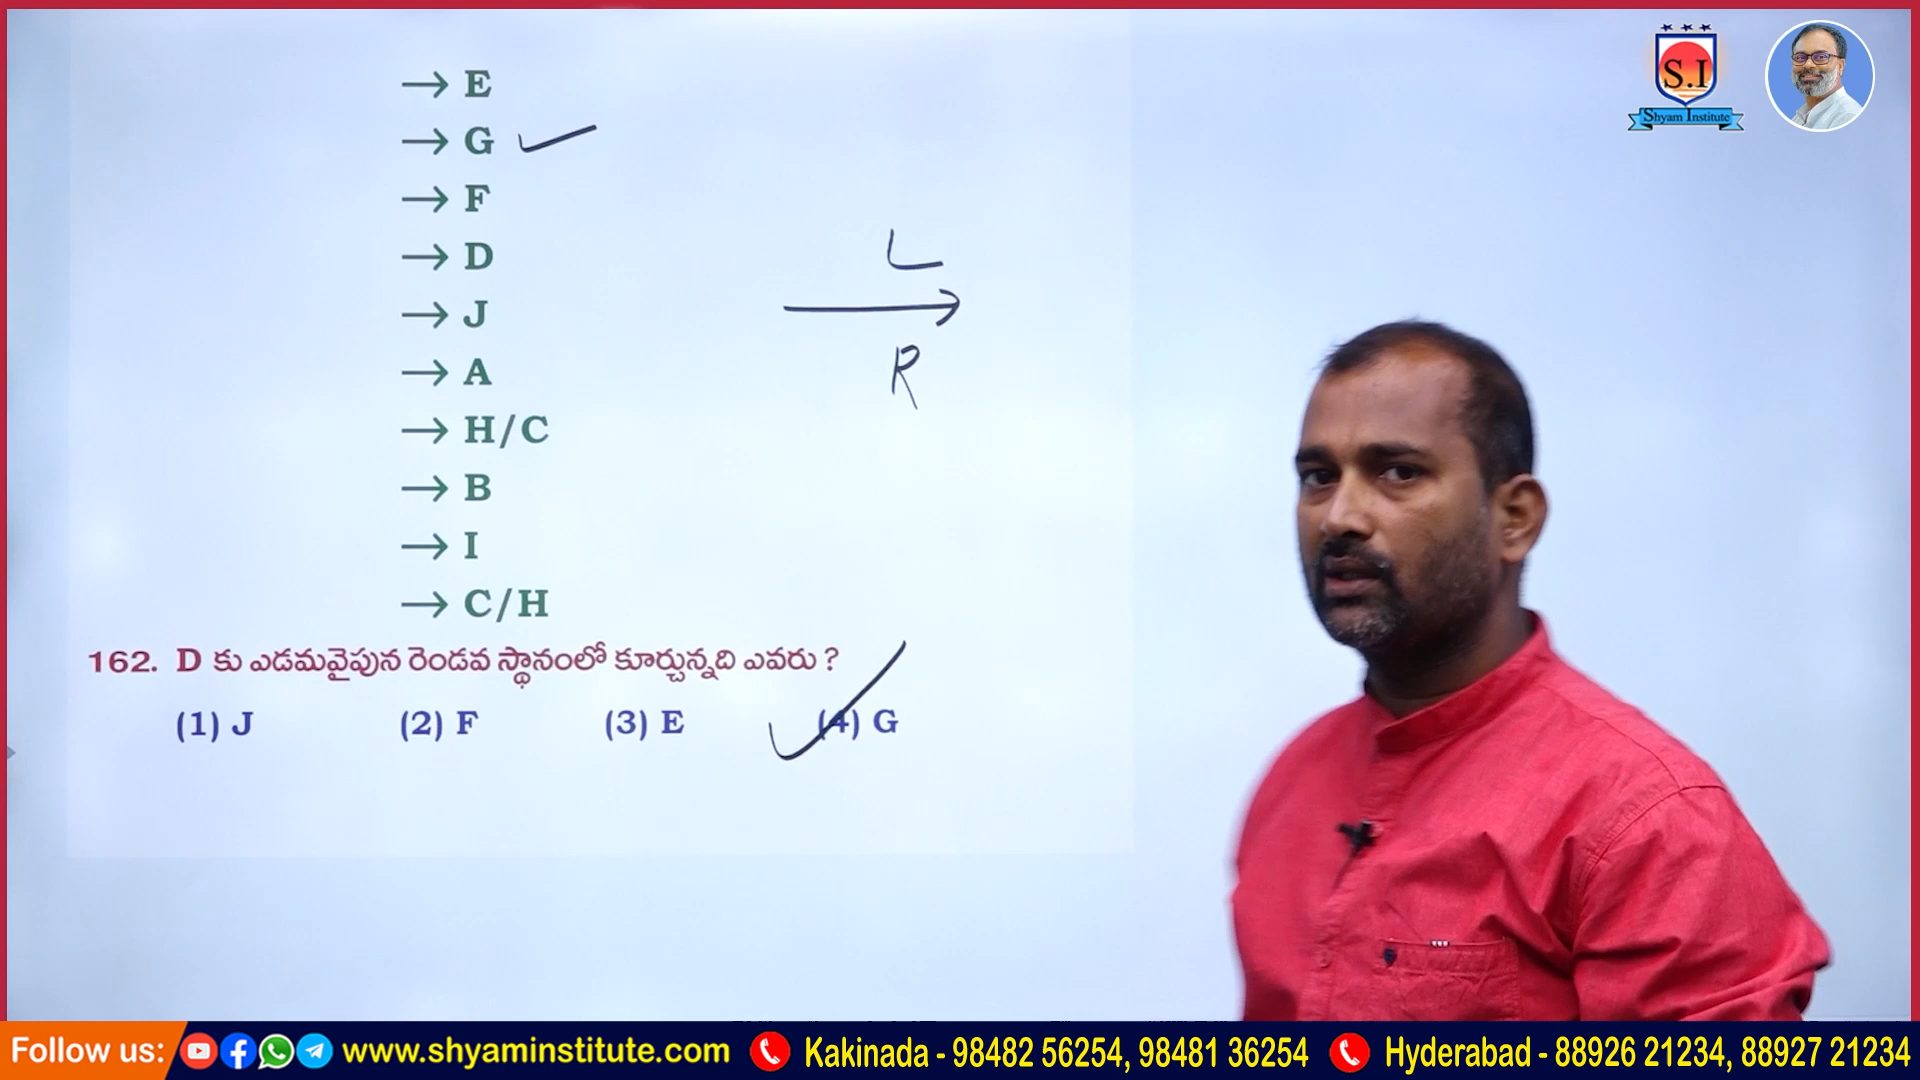 → E
→ G
→ F
→ D
→ J
→ A
→ H/C
→ B
→ I
→ C/H
L
R
162. D కు ఎడమవైపున రెండవ స్థానంలో కూర్చున్నది ఎవరు ?
(1) J (2) F (3) E (4) G
S.I
Shyam Institute
Follow us: www.shyaminstitute.com Kakinada - 98482 56254, 98481 36254 Hyderabad - 88926 21234, 88927 21234